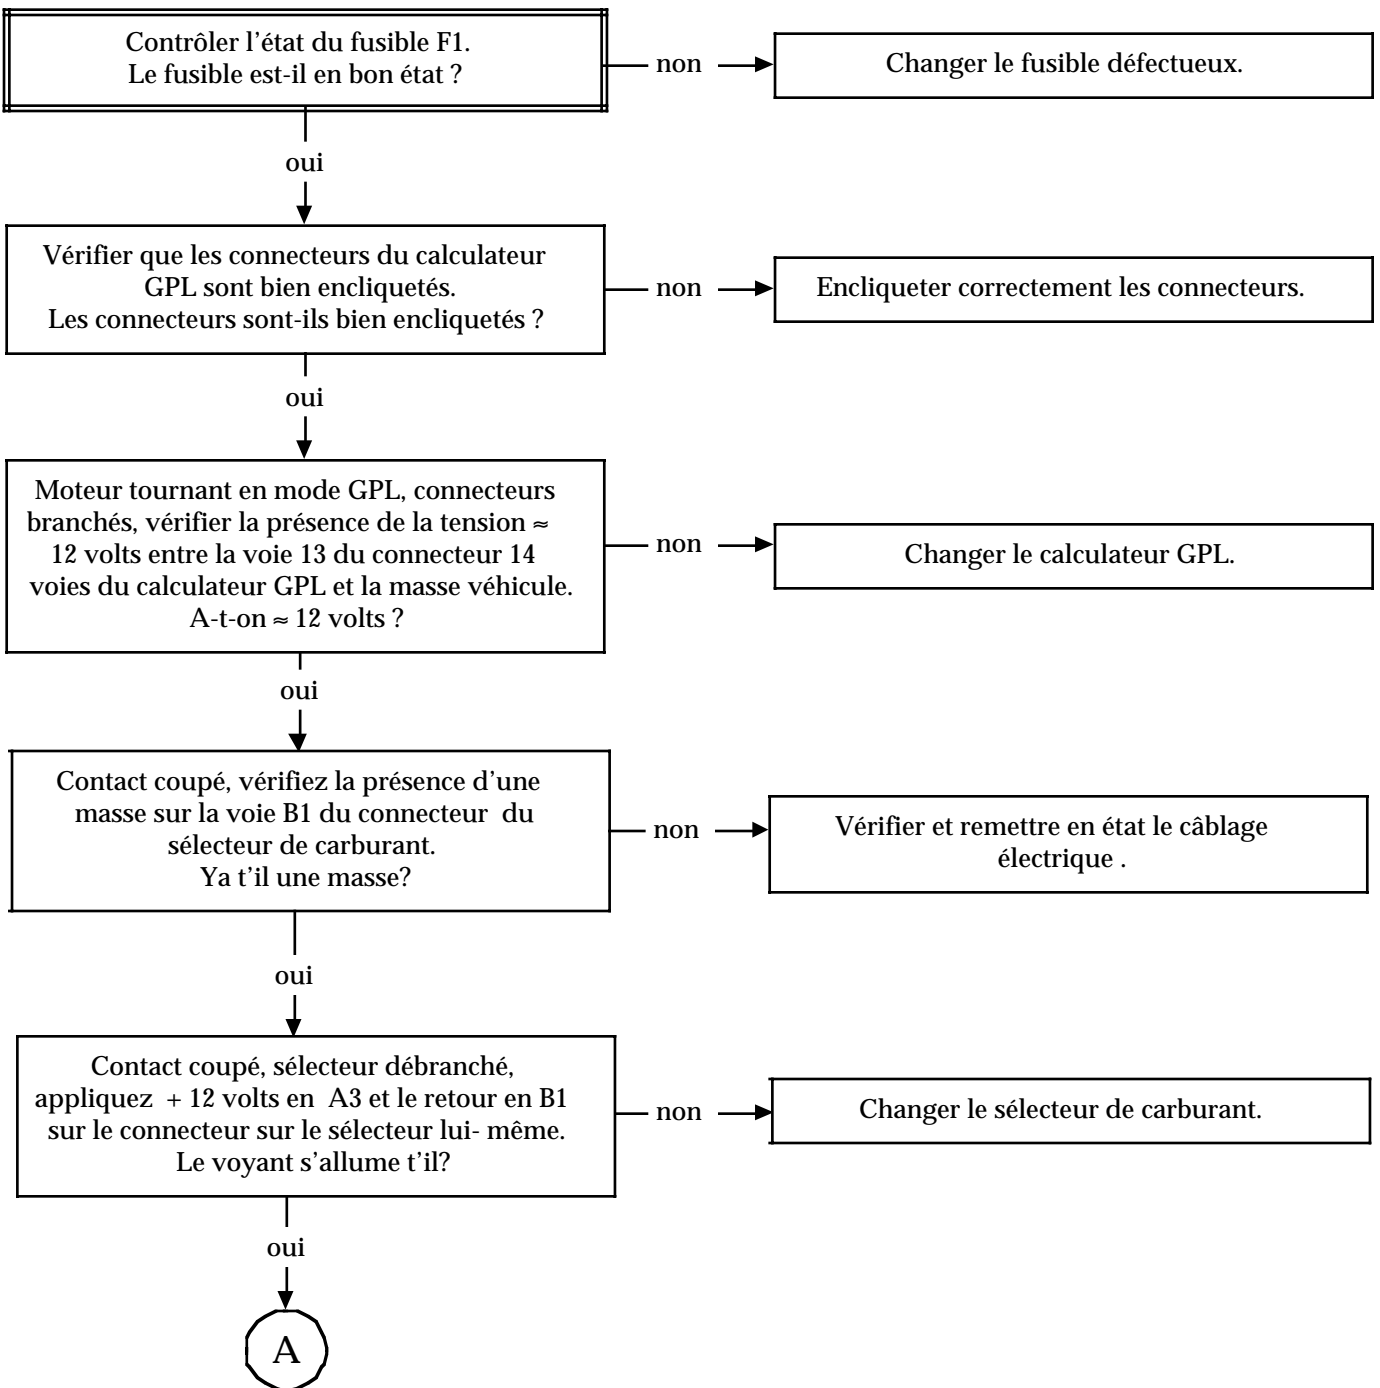 Contrôler l'état du fusible F1.
Le fusible est-il en bon état ?
non
Changer le fusible défectueux.
oui
Vérifier que les connecteurs du calculateur
GPL sont bien encliquetés.
Les connecteurs sont-ils bien encliquetés ?
non
Encliqueter correctement les connecteurs.
oui
Moteur tournant en mode GPL, connecteurs
branchés, vérifier la présence de la tension ≈
12 volts entre la voie 13 du connecteur 14
voies du calculateur GPL et la masse véhicule.
A-t-on ≈ 12 volts ?
non
Changer le calculateur GPL.
oui
Contact coupé, vérifiez la présence d'une
masse sur la voie B1 du connecteur du
sélecteur de carburant.
Ya t'il une masse?
non
Vérifier et remettre en état le câblage
électrique .
oui
Contact coupé, sélecteur débranché,
appliquez + 12 volts en A3 et le retour en B1
sur le connecteur sur le sélecteur lui- même.
Le voyant s'allume t'il?
non
Changer le sélecteur de carburant.
oui
A